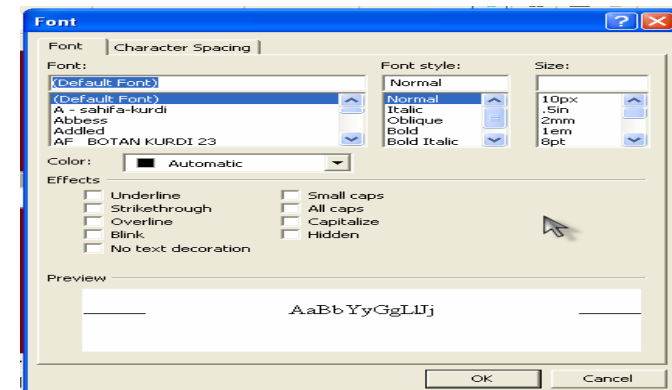 Font
Font Character Spacing
Font: Font style: Size:
(Default Font) Normal
(Default Font) Normal 10px
A - sahifa-kurdi Italic .5in
Abbess Oblique 2mm
Addled Bold 1em
AF BOTAN KURDI 23 Bold Italic 8pt
Color: Automatic
Effects
Underline Small caps
Strikethrough All caps
Overline Capitalize
Blink Hidden
No text decoration
Preview
AaBbYyGgLlJj
OK Cancel